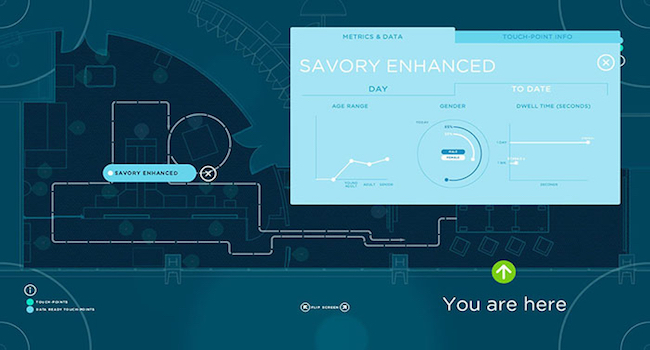 METRICS & DATA
TOUCH-POINT INFO
SAVORY ENHANCED
DAY
TO DATE
AGE RANGE
GENDER
DWELL TIME (SECONDS)
MALE
FEMALE
YOUNG ADULT
ADULT
SENIOR
SECONDS
SAVORY ENHANCED
You are here
TOUCH-POINTS
DATA READY TOUCH POINTS
FLIP SCREEN